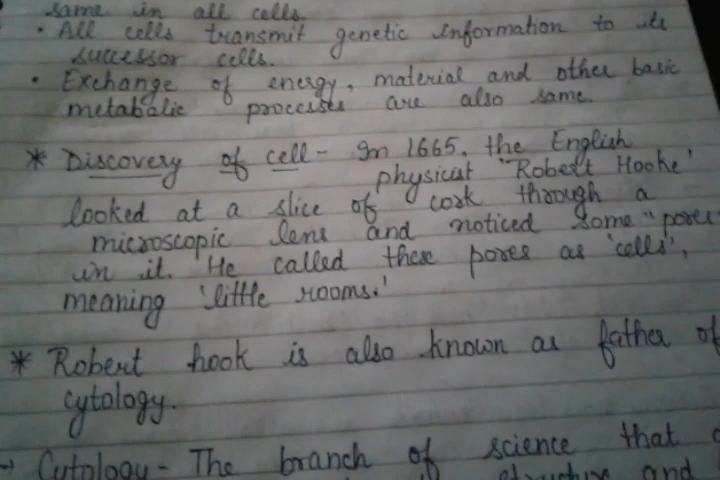 same in all cells.
• All cells transmit genetic information to its
successor cells.
• Exchange of energy, material and other basic
metabalic processes are also same.
* Discovery of cell - In 1665, the English
physicist "Robert Hooke'
looked at a slice of cork through a
microscopic lens and noticed some "pores
in it. He called these pores as 'cells',
meaning 'little rooms.'
* Robert hook is also known as father of
cytology.
→ Cytology - The branch of science that
structure and